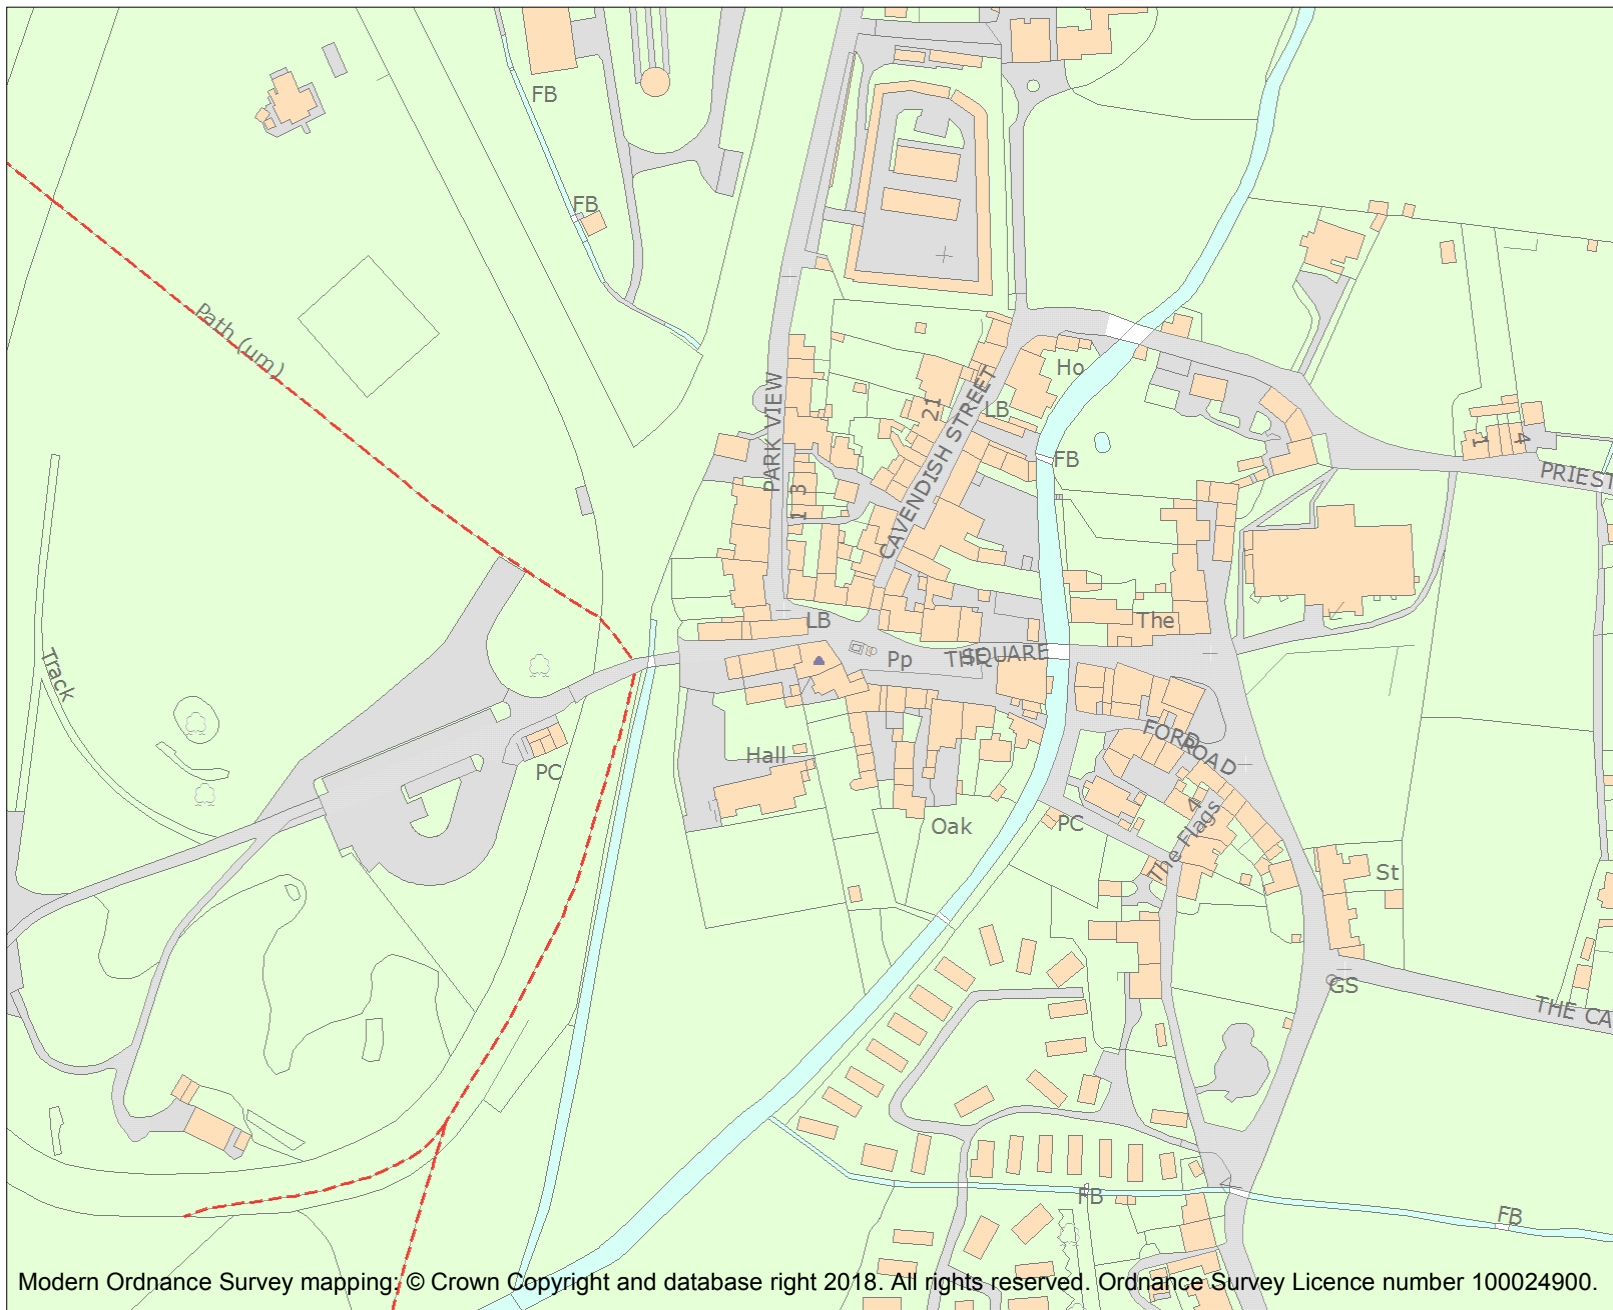 FB
FB
Path (um)
Ho
PARK VIEW
21
LB
CAVENDISH STREET
FB
1
4
PRIEST
3
1
LB
The
Pp
THE
SQUARE
Track
FORD
ROAD
Hall
PC
4
Oak
PC
The Flags
St
GS
THE CA
FB
FB
Modern Ordnance Survey mapping: © Crown Copyright and database right 2018. All rights reserved. Ordnance Survey Licence number 100024900.